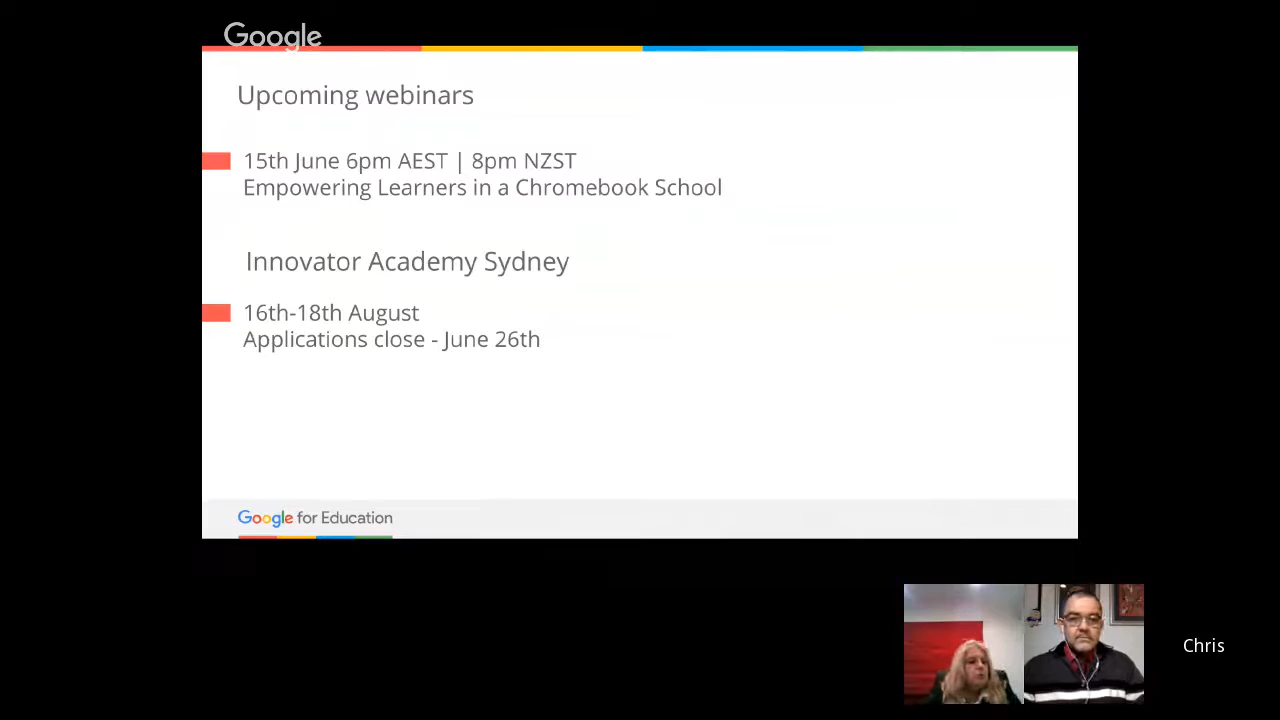 Google
Upcoming webinars
15th June 6pm AEST | 8pm NZST
Empowering Learners in a Chromebook School
Innovator Academy Sydney
16th-18th August
Applications close - June 26th
Google for Education
Chris